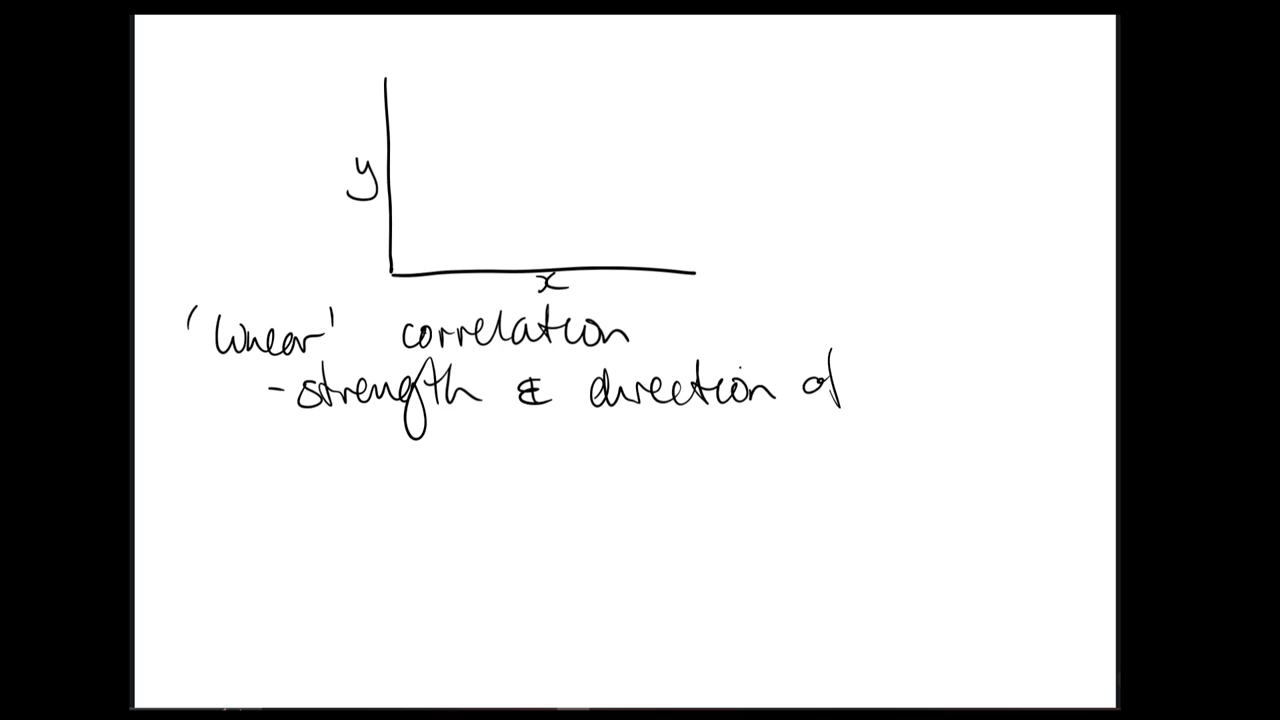 y
x
'linear' correlation
- strength & direction of